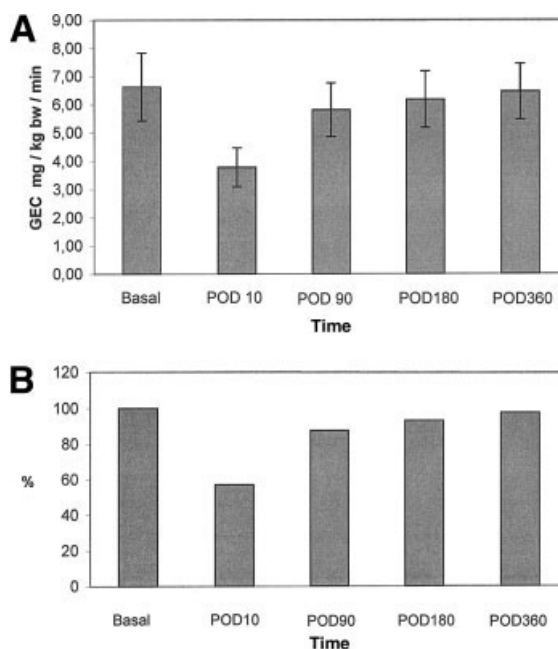 A
GEC mg / kg bw / min
9,00
8,00
7,00
6,00
5,00
4,00
3,00
2,00
1,00
0,00
Basal POD 10 POD 90 POD180 POD360
Time
B
%
120
100
80
60
40
20
0
Basal POD10 POD90 POD180 POD360
Time